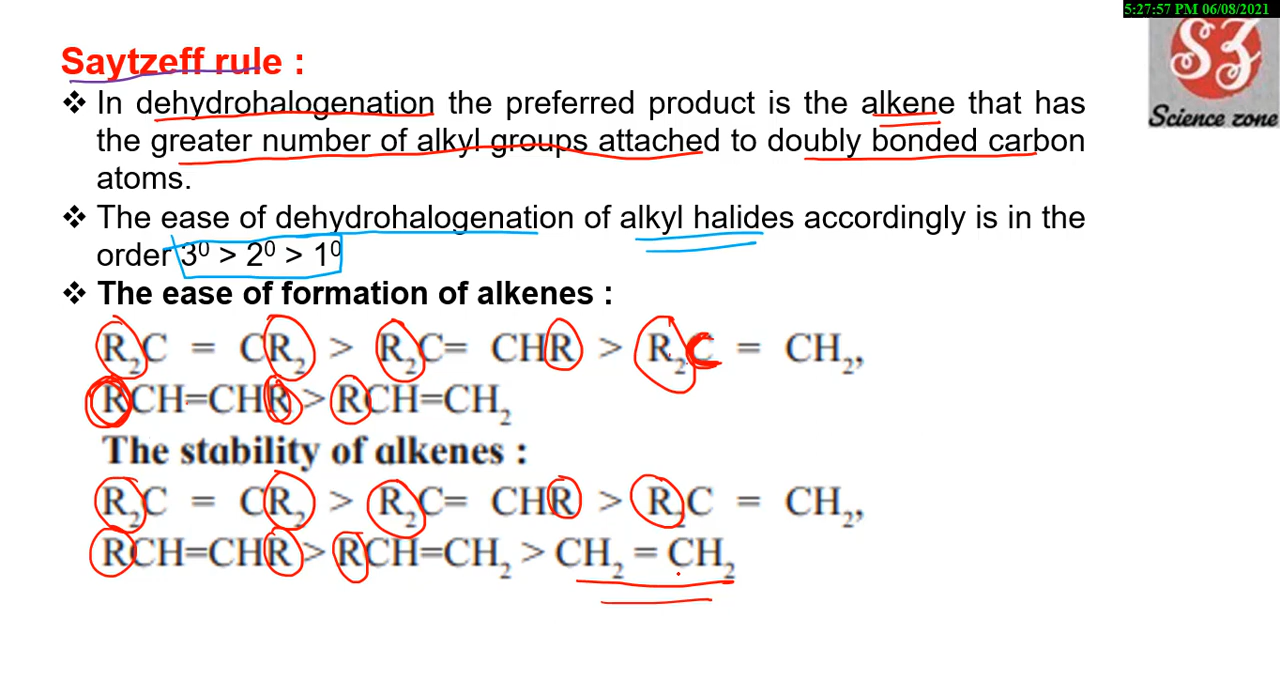 5:27:57 PM 06/08/2021
SZ
Science zone
Saytzeff rule :
❖ In dehydrohalogenation the preferred product is the alkene that has
the greater number of alkyl groups attached to doubly bonded carbon
atoms.
❖ The ease of dehydrohalogenation of alkyl halides accordingly is in the
order 3⁰ > 2⁰ > 1⁰
❖ The ease of formation of alkenes :
R₂C = CR₂ > R₂C= CHR > R₂C = CH₂,
RCH=CHR > RCH=CH₂
The stability of alkenes :
R₂C = CR₂ > R₂C= CHR > R₂C = CH₂,
RCH=CHR > RCH=CH₂ > CH₂ = CH₂